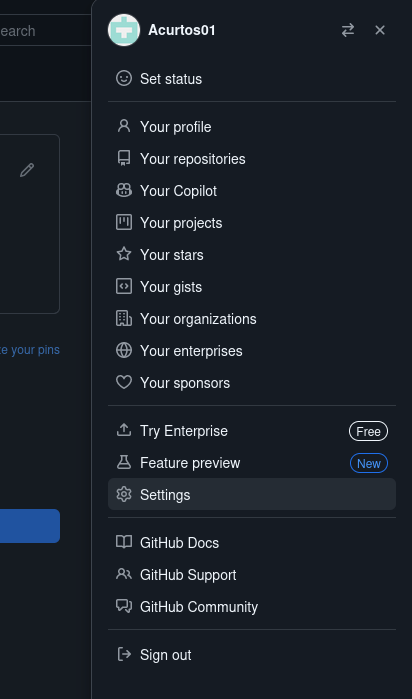 earch
Acurtos01
Set status
Your profile
Your repositories
Your Copilot
Your projects
Your stars
Your gists
Your organizations
e your pins
Your enterprises
Your sponsors
Try Enterprise Free
Feature preview New
Settings
GitHub Docs
GitHub Support
GitHub Community
Sign out